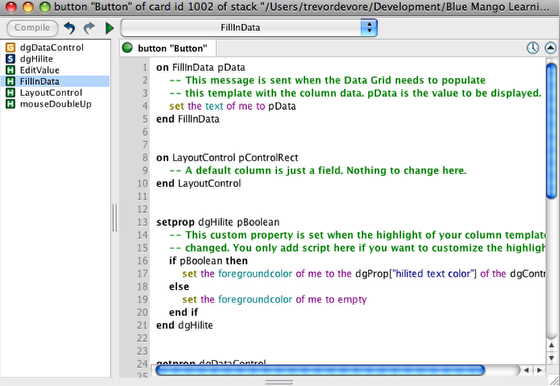 button "Button" of card id 1002 of stack "/Users/trevordevore/Development/Blue Mango Learni...
Compile
FillInData
dgDataControl
dgHilite
EditValue
FillInData
LayoutControl
mouseDoubleUp
button "Button"
1 on FillInData pData
2 -- This message is sent when the Data Grid needs to populate
3 -- this template with the column data. pData is the value to be displayed.
4 set the text of me to pData
5 end FillInData
6
7
8 on LayoutControl pControlRect
9 -- A default column is just a field. Nothing to change here.
10 end LayoutControl
11
12
13 setprop dgHilite pBoolean
14 -- This custom property is set when the highlight of your column templat
15 -- changed. You only add script here if you want to customize the highligh
16 if pBoolean then
17 set the foregroundcolor of me to the dgProp["hilited text color"] of the dgContr
18 else
19 set the foregroundcolor of me to empty
20 end if
21 end dgHilite
22
23
24 getprop dgDataControl
25